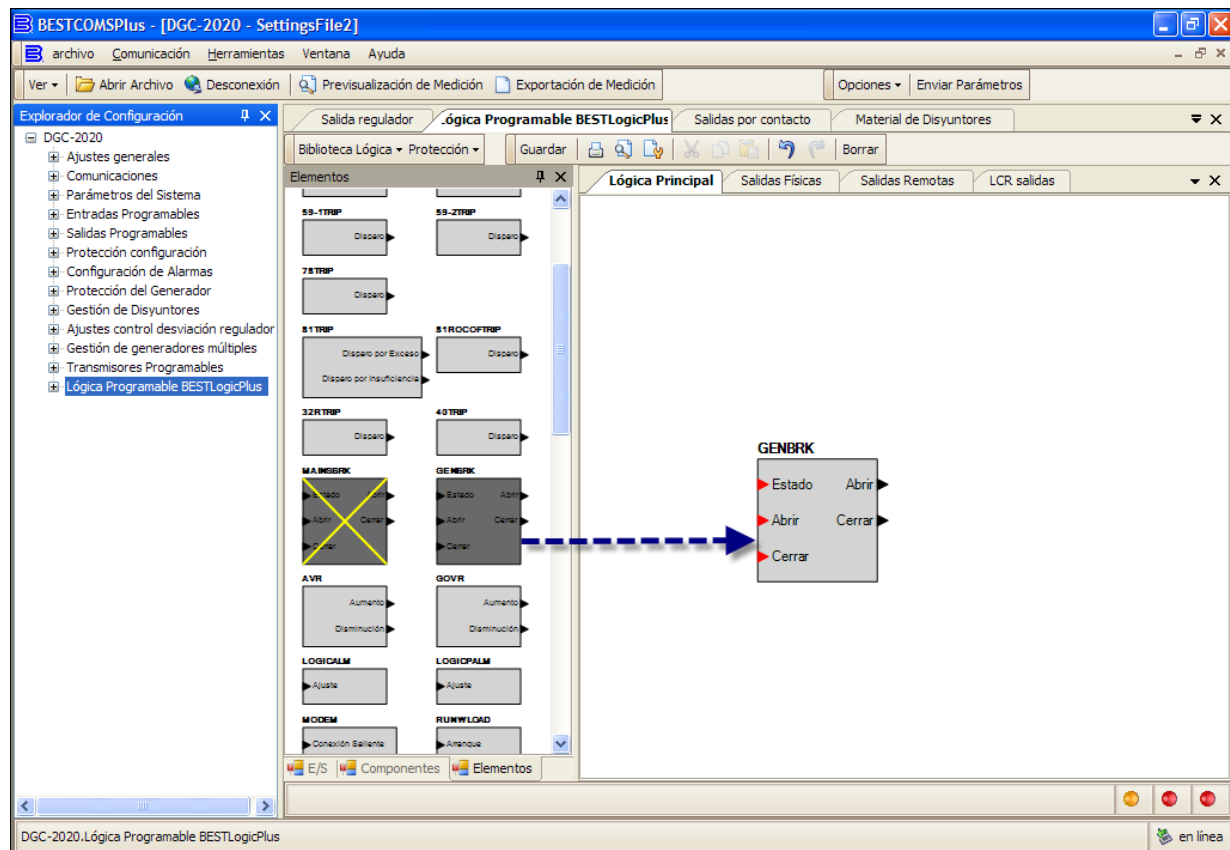 BESTCOMSPlus - [DGC-2020 - SettingsFile2]
archivo Comunicación Herramientas Ventana Ayuda
Ver Abrir Archivo Desconexión Previsualización de Medición Exportación de Medición Opciones Enviar Parámetros
Explorador de Configuración
DGC-2020
Ajustes generales
Comunicaciones
Parámetros del Sistema
Entradas Programables
Salidas Programables
Protección configuración
Configuración de Alarmas
Protección del Generador
Gestión de Disyuntores
Ajustes control desviación regulador
Gestión de generadores múltiples
Transmisores Programables
Lógica Programable BESTLogicPlus
Salida regulador Lógica Programable BESTLogicPlus Salidas por contacto Material de Disyuntores
Biblioteca Lógica Protección Guardar Borrar
Elementos
59-1TRIP 59-2TRIP
Disparo Disparo
78TRIP
Disparo
81TRIP 81ROCOFTRIP
Disparo por Exceso Disparo
Disparo por Insuficiencia
32RTRIP 40TRIP
Disparo Disparo
MAINSBRK GENBRK
Estado Abrir Estado Abrir
Abrir Cerrar Abrir Cerrar
Cerrar Cerrar
AVR GOVR
Aumento Aumento
Disminución Disminución
LOGICALM LOGICPALM
Ajuste Ajuste
MODEM RUNWLOAD
Conexión Saliente Arranque
E/S Componentes Elementos
Lógica Principal Salidas Físicas Salidas Remotas LCR salidas
GENBRK
Estado Abrir
Abrir Cerrar
Cerrar
DGC-2020.Lógica Programable BESTLogicPlus en línea